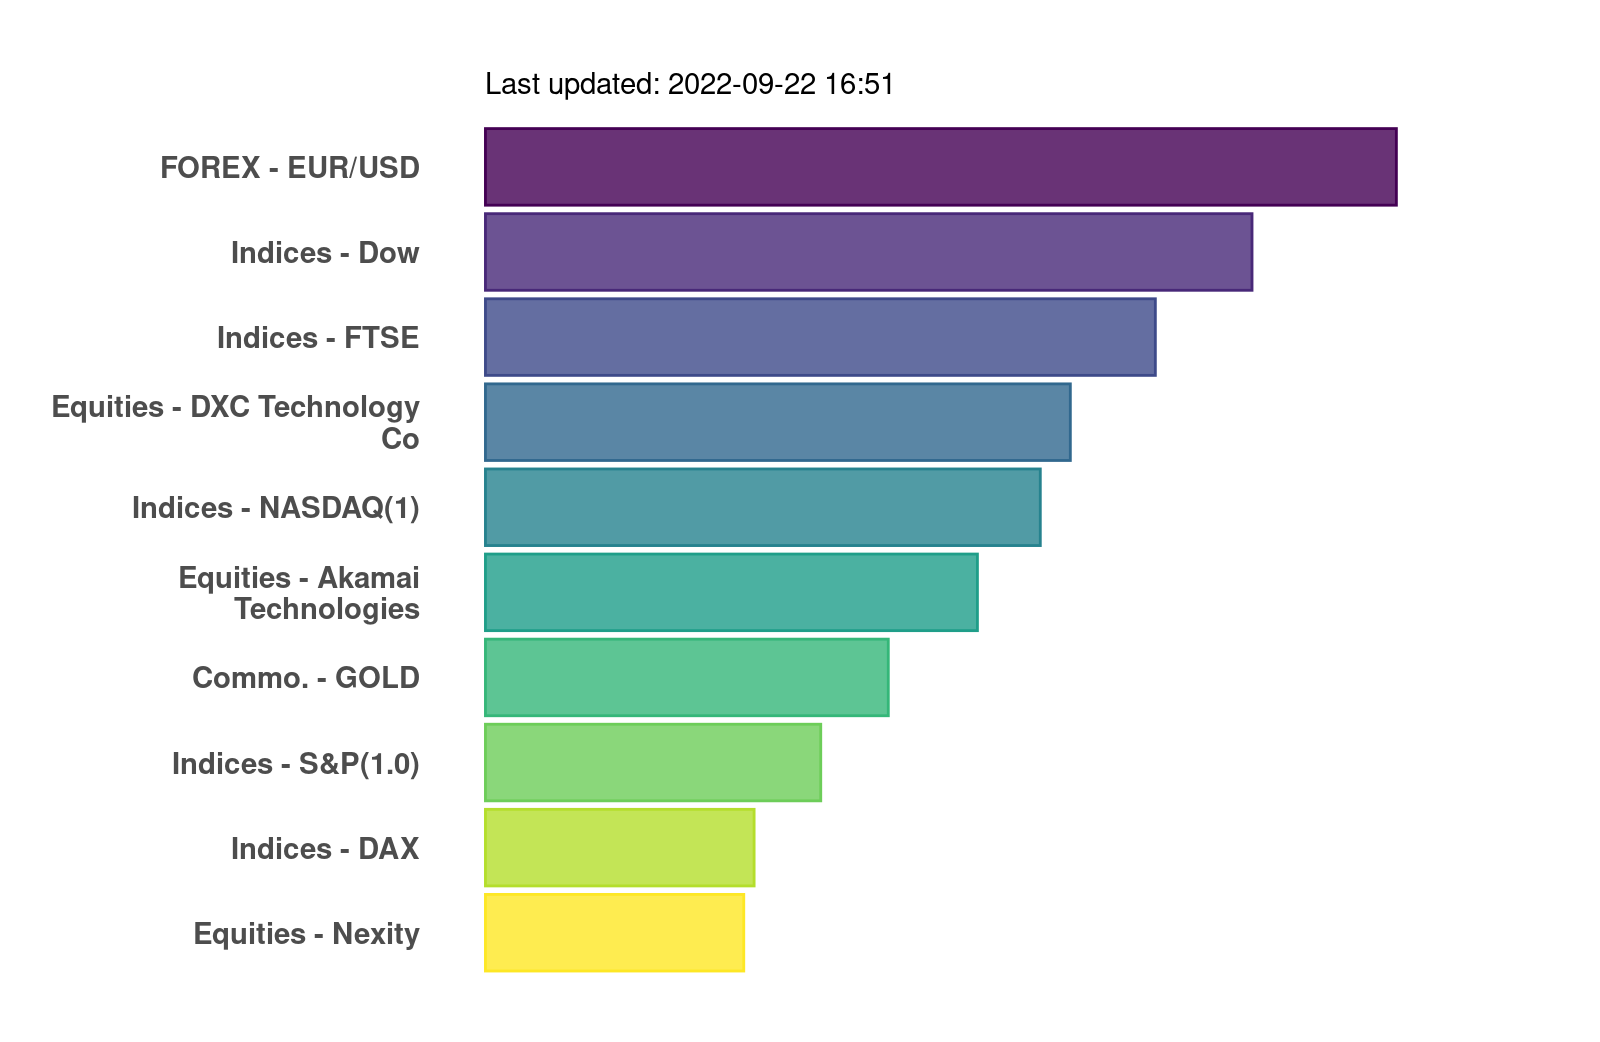 Last updated: 2022-09-22 16:51
FOREX - EUR/USD
Indices - Dow
Indices - FTSE
Equities - DXC Technology
Co
Indices - NASDAQ(1)
Equities - Akamai
Technologies
Commo. - GOLD
Indices - S&P(1.0)
Indices - DAX
Equities - Nexity